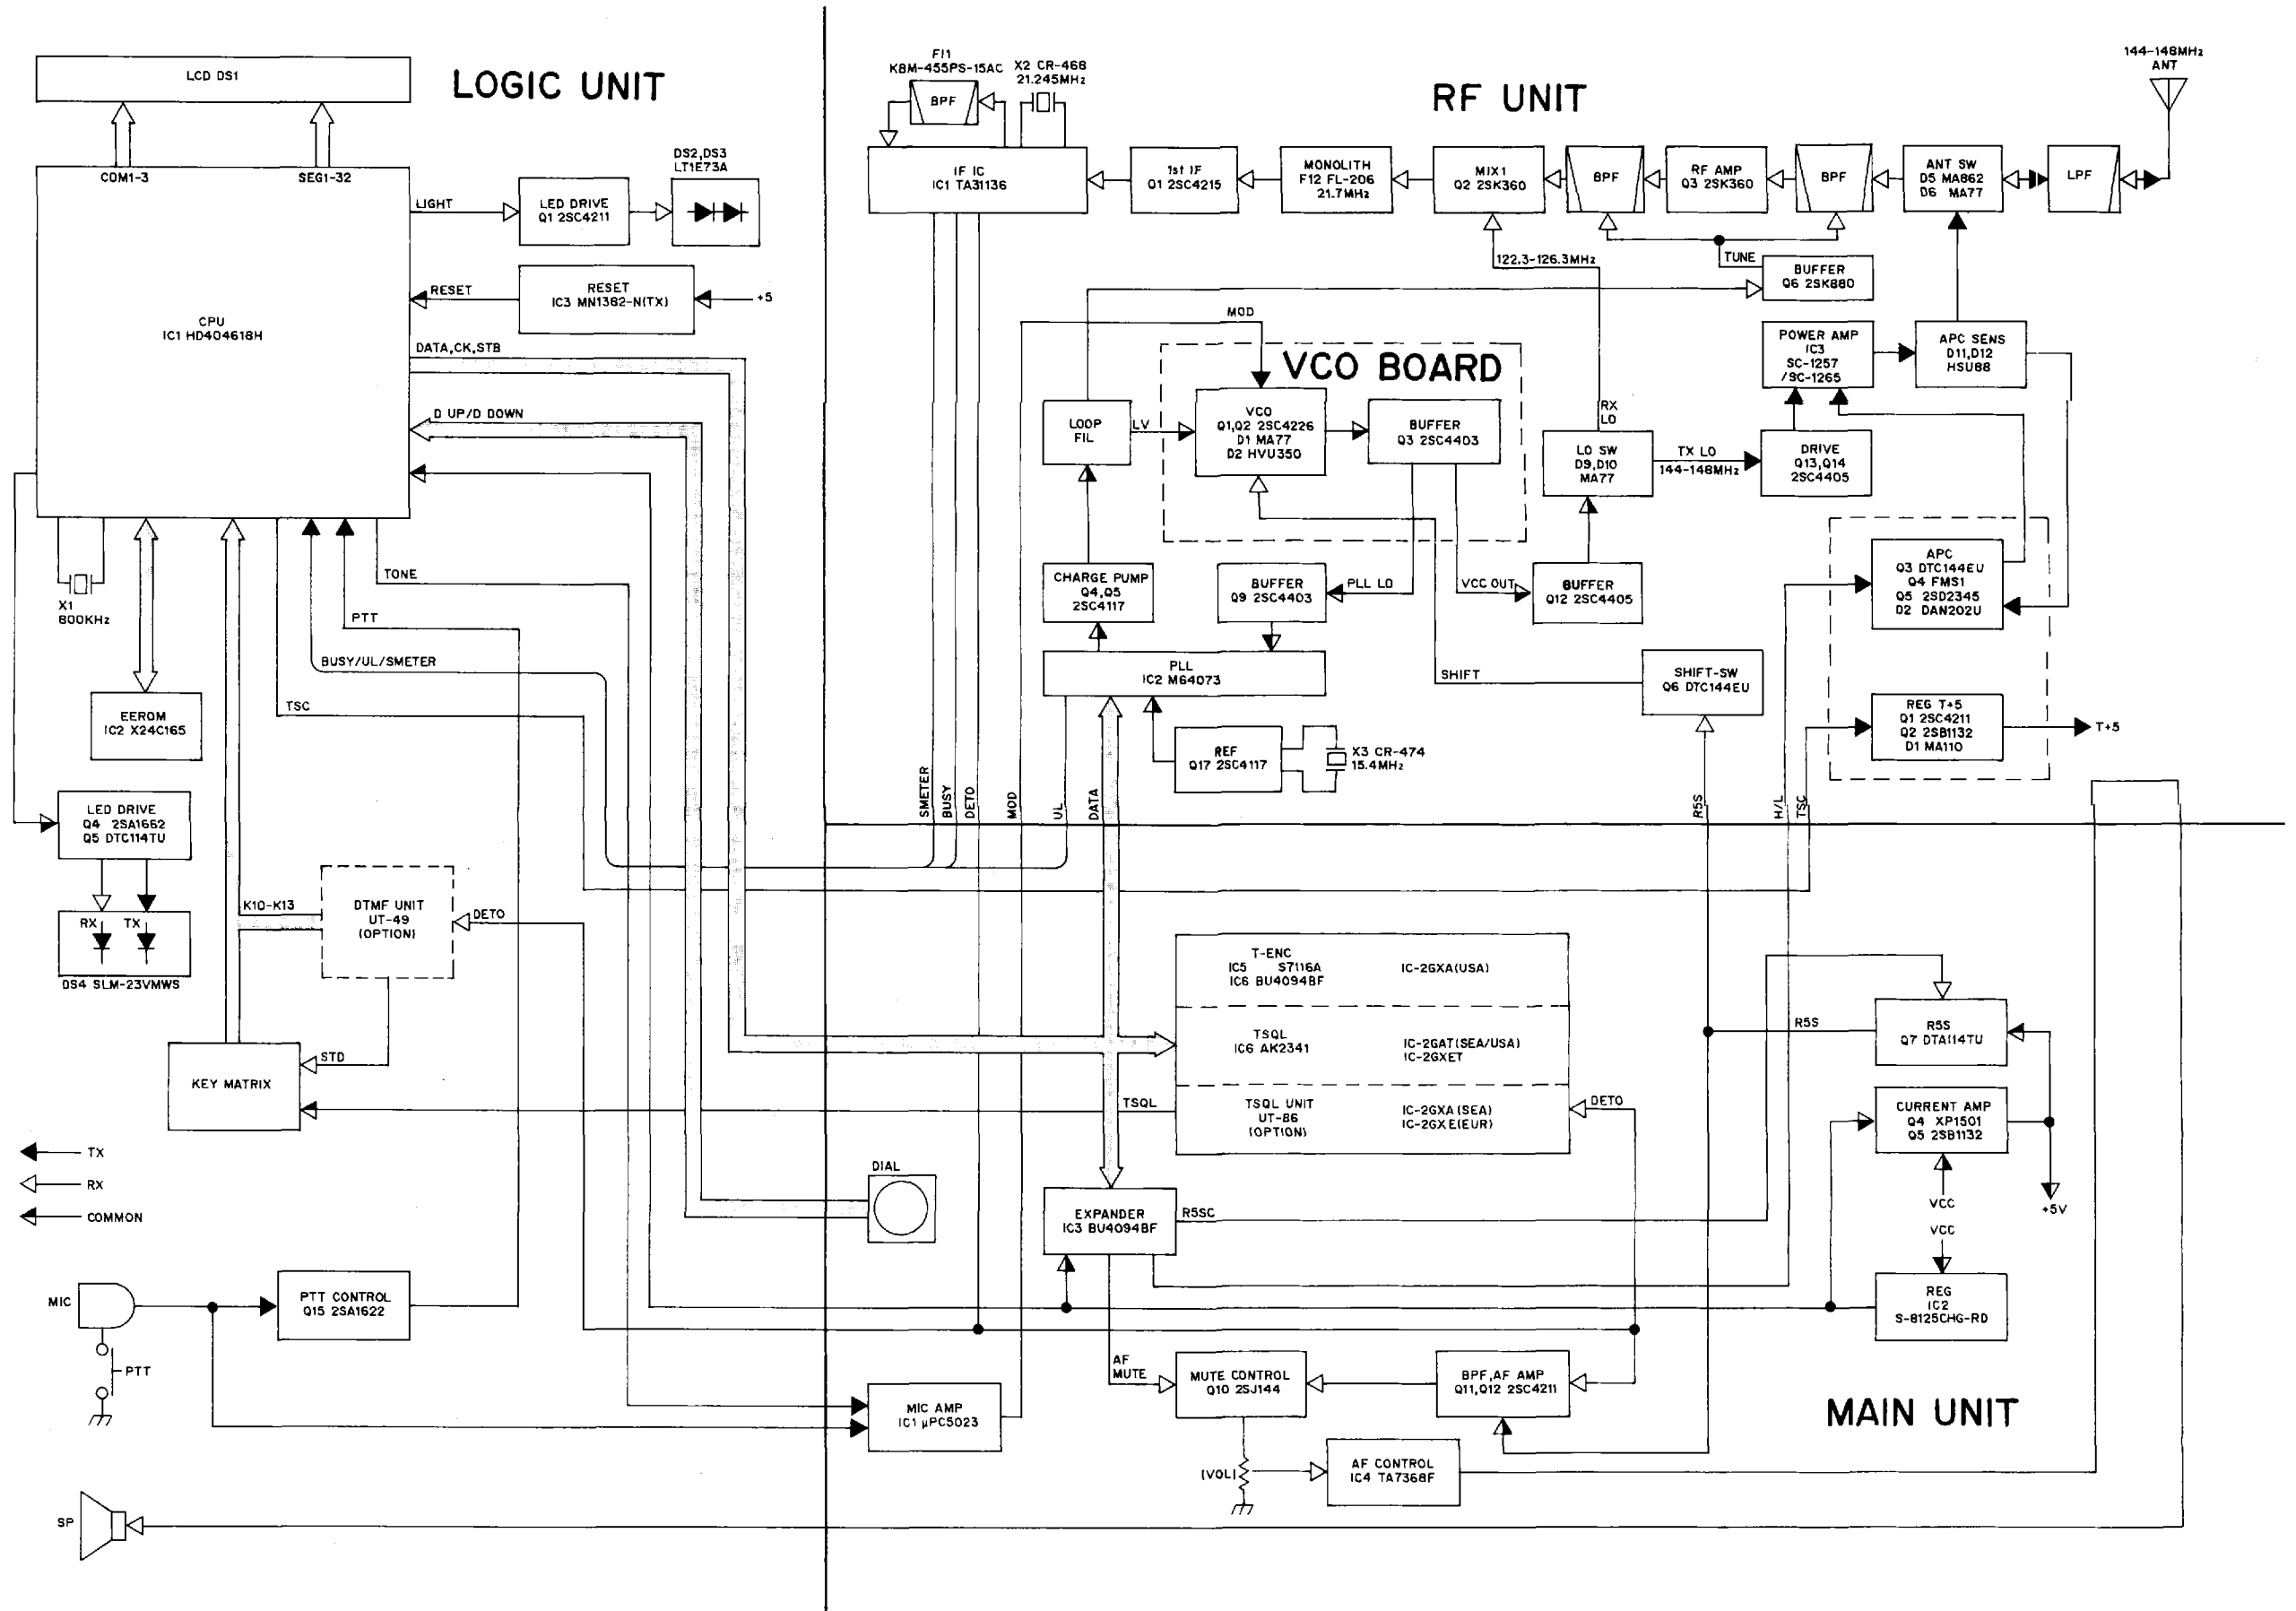 LOGIC UNIT
LCD DS1
COM1-3
SEG1-32
CPU
IC1 HD404618H
LIGHT
LED DRIVE
Q1 2SC4211
DS2,DS3
LT1E73A
RESET
RESET
IC3 MN1382-N(TX)
+5
DATA,CK,STB
D UP/D DOWN
X1
800KHz
TONE
PTT
BUSY/UL/SMETER
TSC
EEROM
IC2 X24C165
LED DRIVE
Q4 2SA1662
Q5 DTC114TU
RX
TX
DS4 SLM-23VMWS
K10-K13
DTMF UNIT
UT-49
(OPTION)
DETO
STD
KEY MATRIX
TX
RX
COMMON
MIC
PTT
PTT CONTROL
Q15 2SA1622
SP
RF UNIT
FI1
KBM-455PS-15AC
BPF
X2 CR-468
21.245MHz
144-148MHz
ANT
IF IC
IC1 TA31136
1st IF
Q1 2SC4215
MONOLITH
FI2 FL-206
21.7MHz
MIX1
Q2 2SK360
BPF
RF AMP
Q3 2SK360
BPF
ANT SW
D5 MA862
D6 MA77
LPF
122.3-126.3MHz
TUNE
BUFFER
Q6 2SK880
MOD
VCO BOARD
LOOP
FIL
LV
VCO
Q1,Q2 2SC4226
D1 MA77
D2 HVU350
BUFFER
Q3 2SC4403
RX
LO
LO SW
D9,D10
MA77
TX LO
144-148MHz
POWER AMP
IC3
SC-1257
/SC-1265
APC SENS
D11,D12
HSU88
DRIVE
Q13,Q14
2SC4405
CHARGE PUMP
Q4,Q5
2SC4117
BUFFER
Q9 2SC4403
PLL LO
VCC OUT
BUFFER
Q12 2SC4405
APC
Q3 DTC144EU
Q4 FMS1
Q5 2SD2345
D2 DAN202U
PLL
IC2 M64073
SHIFT
SHIFT-SW
Q6 DTC144EU
REG T+5
Q1 2SC4211
Q2 2SB1132
D1 MA110
T+5
REF
Q17 2SC4117
X3 CR-474
15.4MHz
SMETER
BUSY
DETO
MOD
UL
DATA
R5S
H/L
TSC
T-ENC
IC5 S7116A
IC6 BU4094BF
IC-2GXA(USA)
TSQL
IC6 AK2341
IC-2GAT(SEA/USA)
IC-2GXET
TSQL
TSQL UNIT
UT-86
(OPTION)
IC-2GXA(SEA)
IC-2GXE(EUR)
DETO
R5S
R5S
Q7 DTA114TU
CURRENT AMP
Q4 XP1501
Q5 2SB1132
VCC
VCC
+5V
REG
IC2
S-8125CHG-RD
DIAL
EXPANDER
IC3 BU4094BF
R5SC
AF
MUTE
MUTE CONTROL
Q10 2SJ144
BPF,AF AMP
Q11,Q12 2SC4211
MIC AMP
IC1 μPC5023
(VOL)
AF CONTROL
IC4 TA7368F
MAIN UNIT